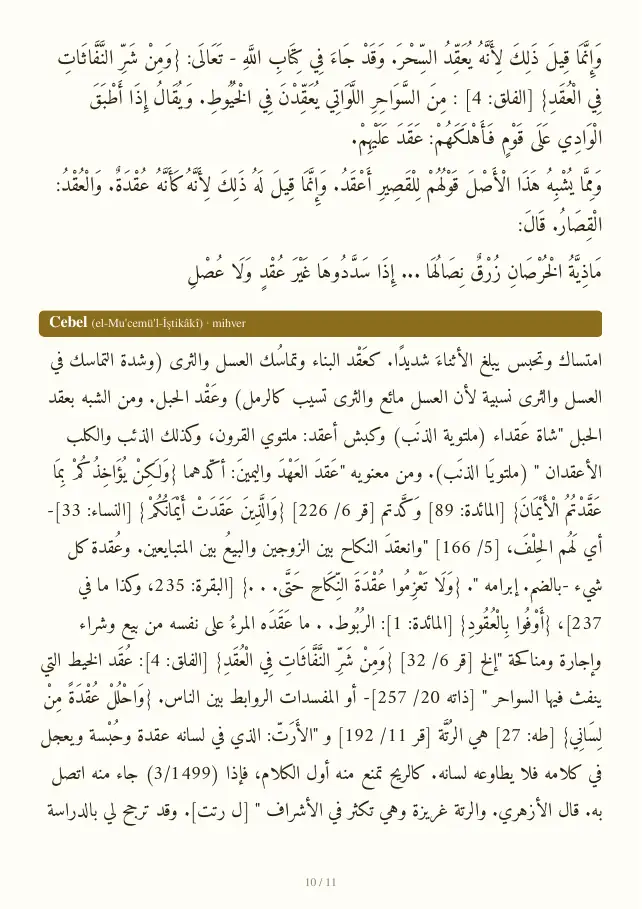 وَإِنَّمَا قِيلَ ذَلِكَ لِأَنَّهُ يُعَقِّدُ السِّحْرَ. وَقَدْ جَاءَ فِي كِتَابِ اللَّهِ - تَعَالَى: {وَمِنْ شَرِّ النَّفَّاثَاتِ
فِي الْعُقَدِ} [الفلق: 4] : مِنَ السَّوَاحِرِ اللَّوَاتِي يُعَقِّدْنَ فِي الْخُيُوطِ. وَيُقَالُ إِذَا أَطْبَقَ
الْوَادِي عَلَى قَوْمٍ فَأَهْلَكَهُمْ: عَقَدَ عَلَيْهِمْ.
وَمِمَّا يُشْبِهُ هَذَا الْأَصْلَ قَوْلُهُمْ لِلْقَصِيرِ أَعْقَدُ. وَإِنَّمَا قِيلَ لَهُ ذَلِكَ لِأَنَّهُ كَأَنَّهُ عُقْدَةٌ. وَالْعُقْدُ:
الْقِصَارُ. قَالَ:
مَاذِيَّةُ الْخُرْصَانِ زُرْقٌ نِصَالُهَا ... إِذَا سَدَّدُوهَا غَيْرَ عُقْدٍ وَلَا عُصْلِ
Cebel (el-Mu'cemü'l-İştikâkî) · mihver
امتساك وتحبس يبلغ الأثناءَ شديدًا. كعَقْد البناء وتماسُك العسل والثرى (وشدة التماسك في
العسل والثرى نسبية لأن العسل مائع والثرى تسيب كالرمل) وعَقْد الحبل. ومن الشبه بعقد
الحبل "شاة عَقداء (ملتوية الذنَب) وكبش أعقد: ملتوي القرون، وكذلك الذئب والكلب
الأعقدان " (ملتويَا الذنَب). ومن معنويه "عَقدَ العَهْدَ واليمينَ: أكّدهما {وَلَكِنْ يُؤَاخِذُكُمْ بِمَا
عَقَّدْتُمُ الْأَيْمَانَ} [المائدة: 89] وَكَّدتم [قر 6/ 226] {وَالَّذِينَ عَقَدَتْ أَيْمَانُكُمْ} [النساء: 33]-
أي لَهُم الحِلْفَ، [5/ 166] "وانعقدَ النكاح بين الزوجين والبيعُ بين المتبايعين. وعُقدة كل
شيء -بالضم. إبرامه ". {وَلَا تَعْزِمُوا عُقْدَةَ النِّكَاحِ حَتَّى. . .} [البقرة: 235، وكذا ما في
237]، {أَوْفُوا بِالْعُقُودِ} [المائدة: 1]: الرُبُوط. . ما عَقَدَه المرءُ على نفسه من بيع وشراء
وإجارة ومناكحة "إلخ [قر 6/ 32] {وَمِنْ شَرِّ النَّفَّاثَاتِ فِي الْعُقَدِ} [الفلق: 4]: عُقَد الخيط التي
ينفث فيها السواحر " [ذاته 20/ 257]- أو المفسدات الروابط بين الناس. {وَاحْلُلْ عُقْدَةً مِنْ
لِسَانِي} [طه: 27] هي الرُتَّة [قر 11/ 192] و "الأَرَتّ: الذي في لسانه عقدة وحُبْسة ويعجل
في كلامه فلا يطاوعه لسانه. كالريح تمنع منه أول الكلام، فإذا (3/1499) جاء منه اتصل
به. قال الأزهري. والرتة غريزة وهي تكثر في الأشراف " [ل رتت]. وقد ترجح لي بالدراسة
10 / 11